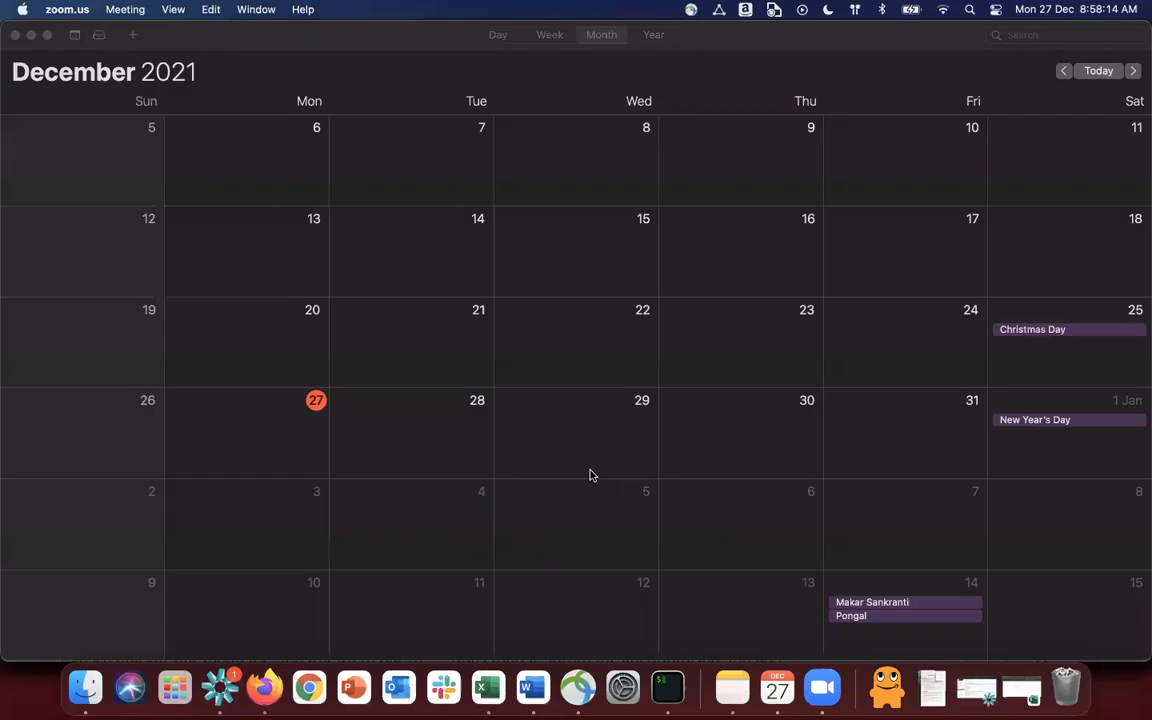 zoom.us Meeting View Edit Window Help Mon 27 Dec 8:58:14 AM
Day Week Month Year Search
December 2021 Today
Sun Mon Tue Wed Thu Fri Sat
5 6 7 8 9 10 11
12 13 14 15 16 17 18
19 20 21 22 23 24 25
Christmas Day
26 27 28 29 30 31 1 Jan
New Year's Day
2 3 4 5 6 7 8
9 10 11 12 13 14 15
Makar Sankranti
Pongal
1
DEC
27